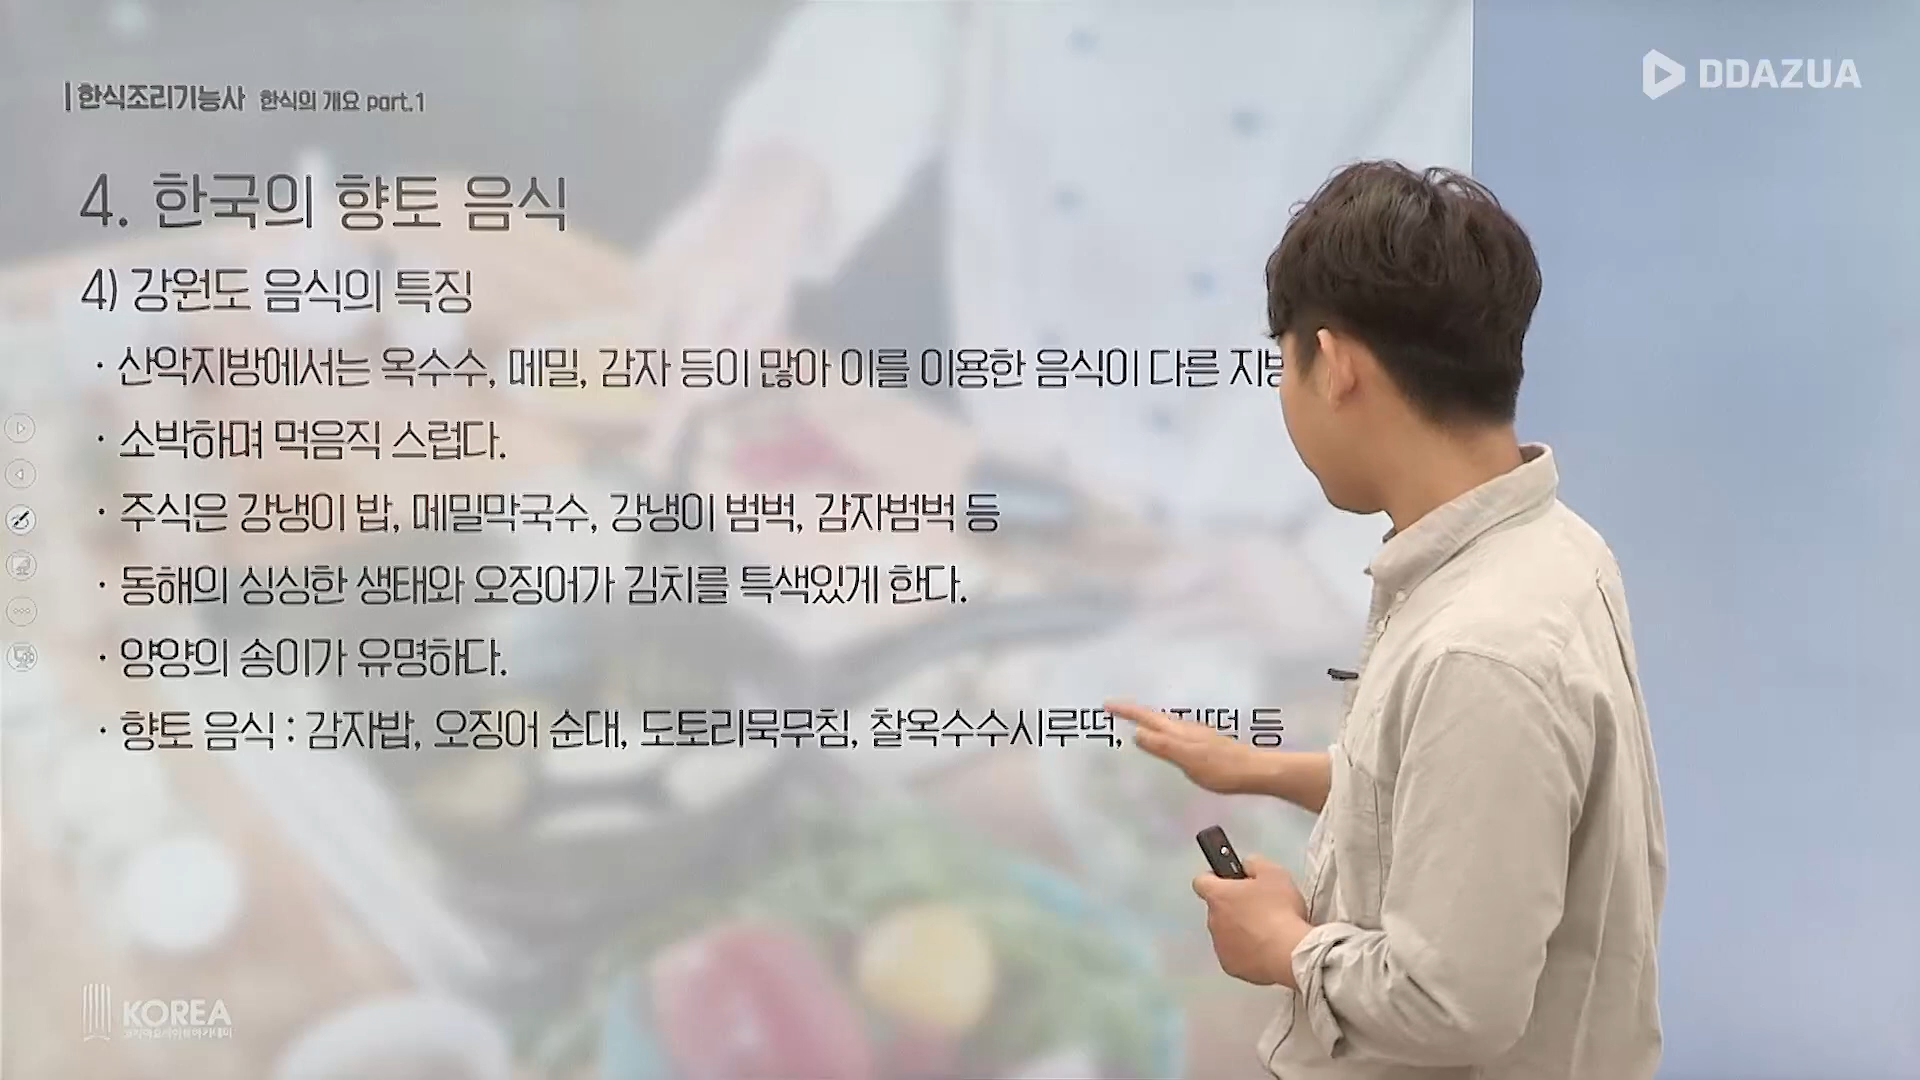 DDAZUA
한식조리기능사 한식의 개요 part.1
4. 한국의 향토 음식
4) 강원도 음식의 특징
· 산악지방에서는 옥수수, 메밀, 감자 등이 많아 이를 이용한 음식이 다른
· 소박하며 먹음직 스럽다.
· 주식은 강냉이 밥, 메밀막국수, 강냉이 범벅, 감자범벅 등
· 동해의 싱싱한 생태와 오징어가 김치를 특색있게 한다.
· 양양의 송이가 유명하다.
· 향토 음식 : 감자밥, 오징어 순대, 도토리묵무침, 찰옥수수시루떡, 등
KOREA